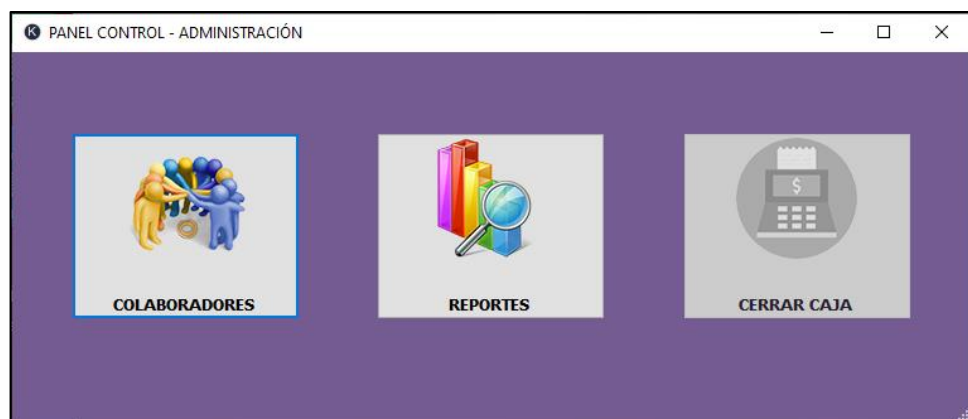 K PANEL CONTROL - ADMINISTRACIÓN
$
COLABORADORES
REPORTES
CERRAR CAJA